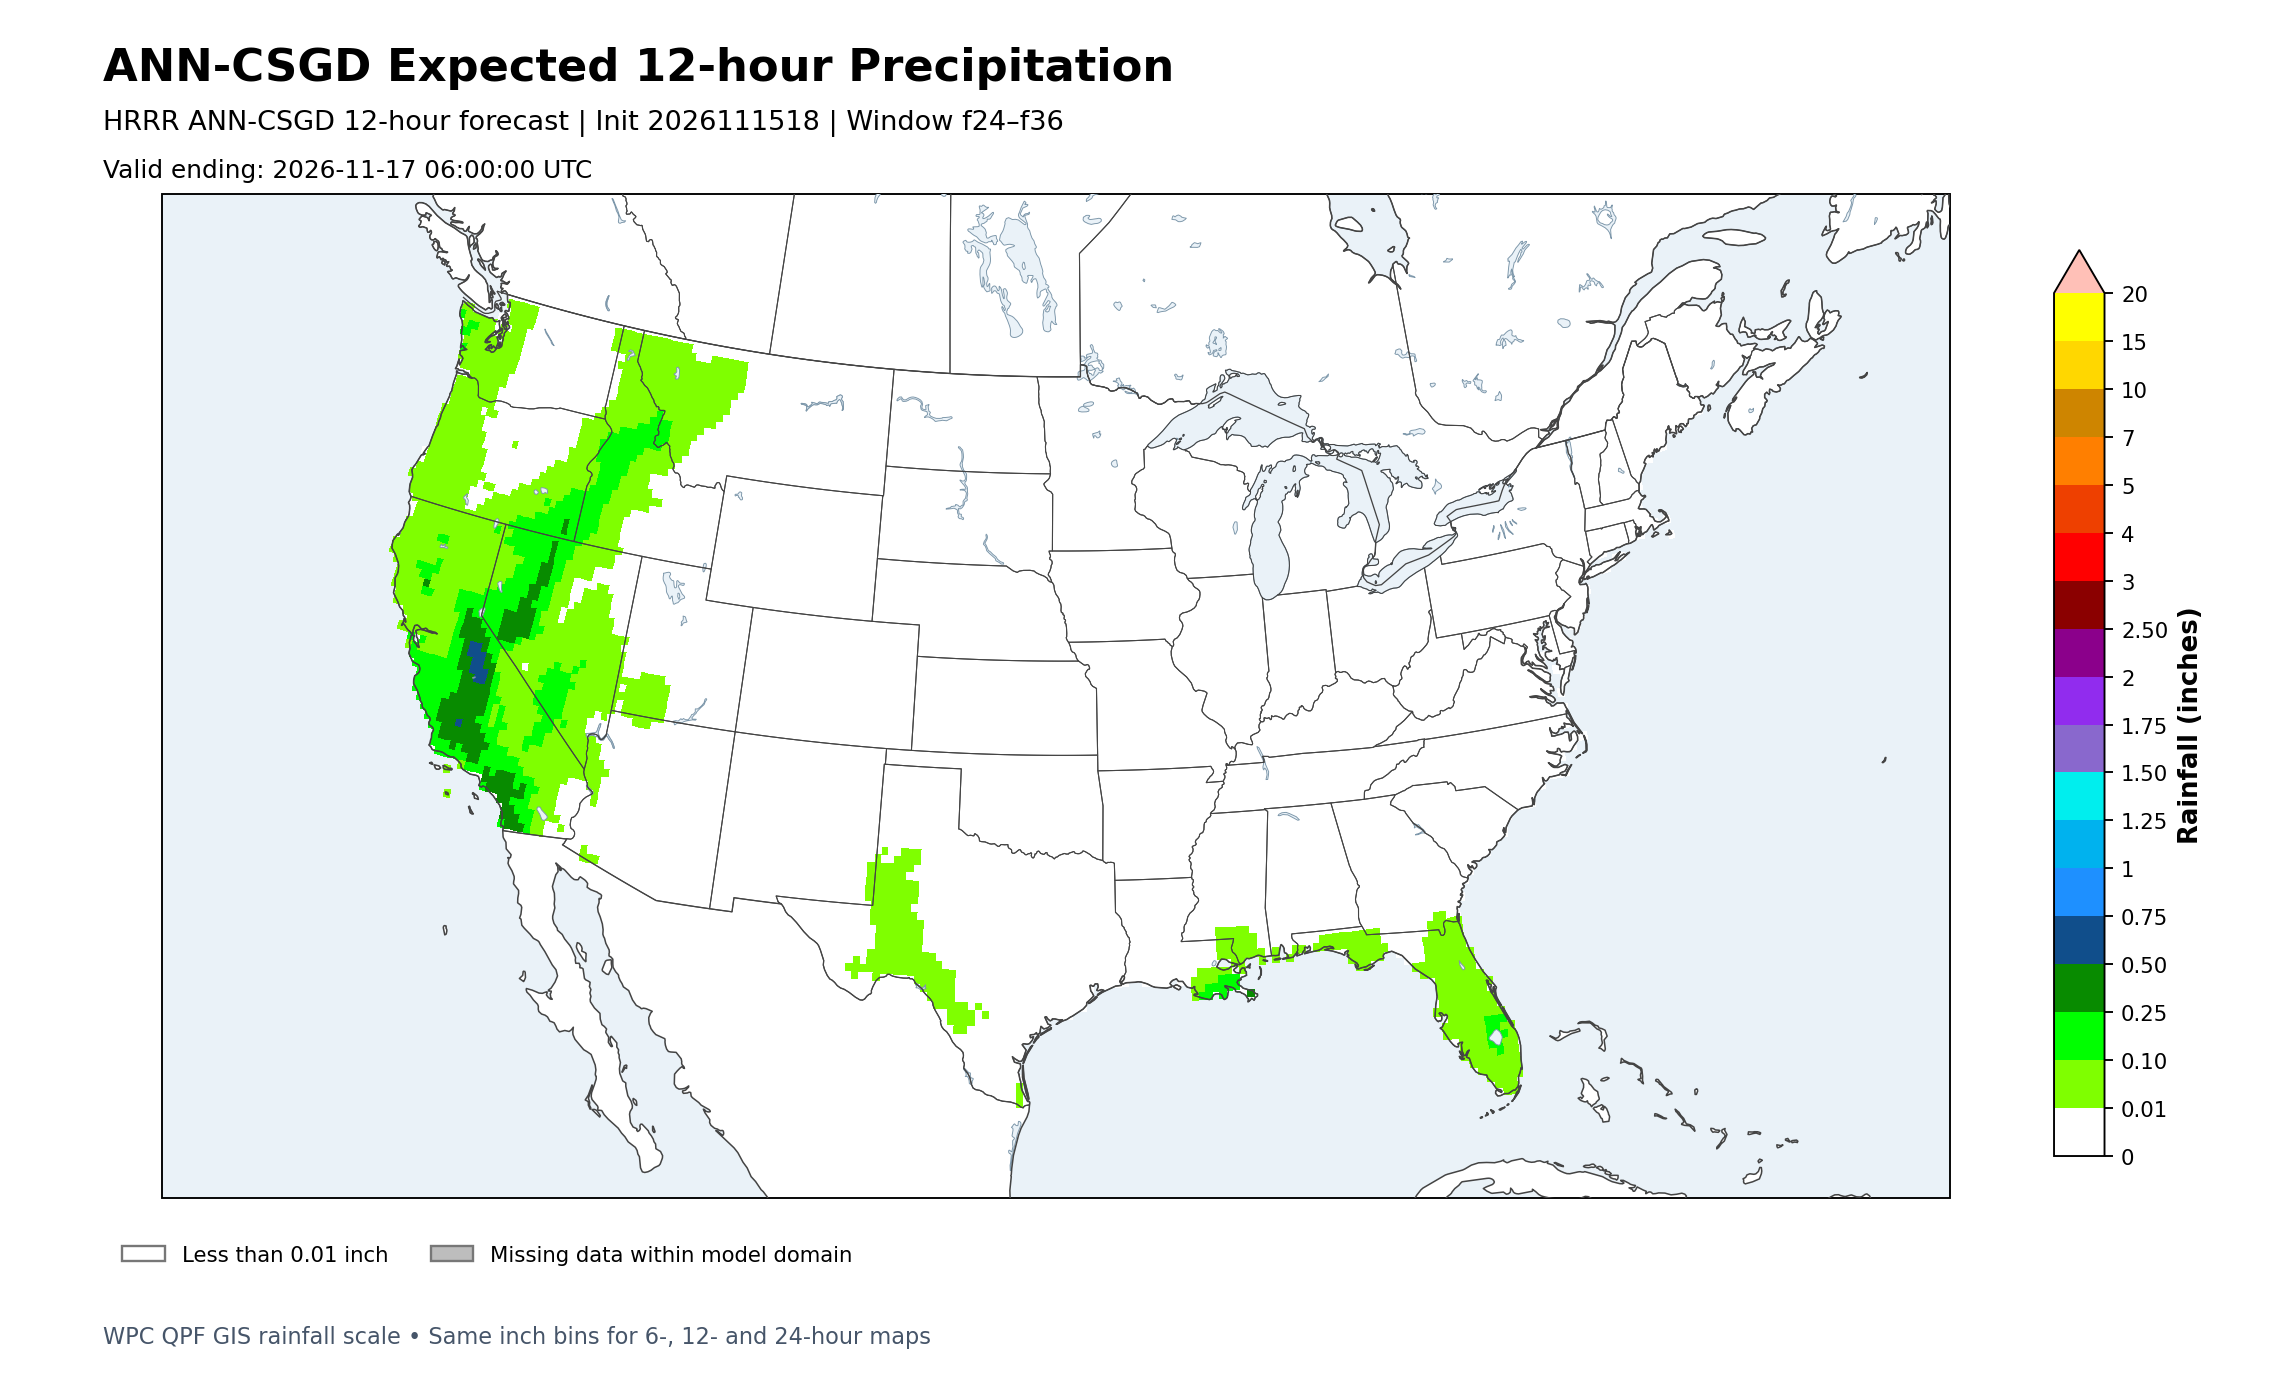 ANN-CSGD Expected 12-hour Precipitation
HRRR ANN-CSGD 12-hour forecast | Init 2026111518 | Window f24–f36
Valid ending: 2026-11-17 06:00:00 UTC
20
15
10
7
5
4
3
2.50
2
1.75
1.50
1.25
1
0.75
0.50
0.25
0.10
0.01
0
Rainfall (inches)
Less than 0.01 inch
Missing data within model domain
WPC QPF GIS rainfall scale • Same inch bins for 6-, 12- and 24-hour maps